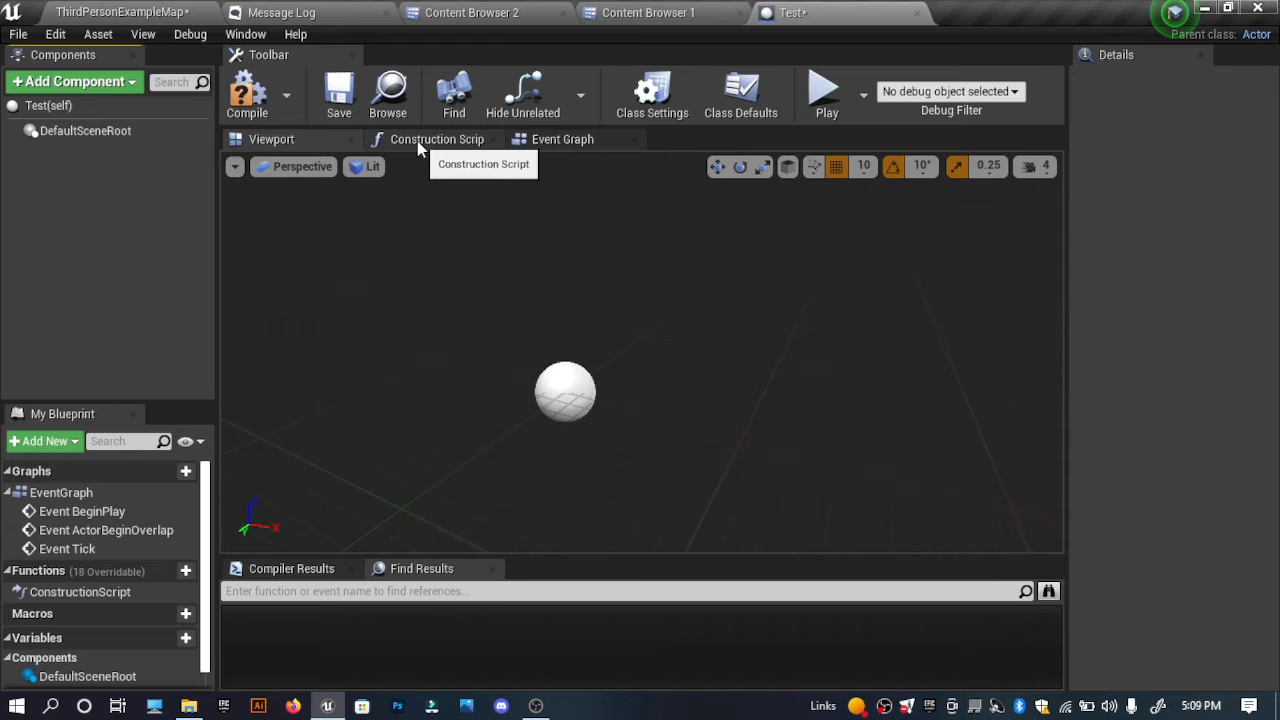 ThirdPersonExampleMap*
Message Log
Content Browser 2
Content Browser 1
Test*
File
Edit
Asset
View
Debug
Window
Help
Parent class:
Actor
Components
Toolbar
Details
Add Component
Search
Compile
Save
Browse
Find
Hide Unrelated
Class Settings
Class Defaults
Play
No debug object selected
Debug Filter
Test(self)
DefaultSceneRoot
Viewport
Construction Scrip
Event Graph
Construction Script
Perspective
Lit
10
10°
0.25
4
X
My Blueprint
Add New
Search
Graphs
EventGraph
Event BeginPlay
Event ActorBeginOverlap
Event Tick
Functions (18 Overridable)
ConstructionScript
Macros
Variables
Components
DefaultSceneRoot
Compiler Results
Find Results
Enter function or event name to find references...
Links
5:09 PM